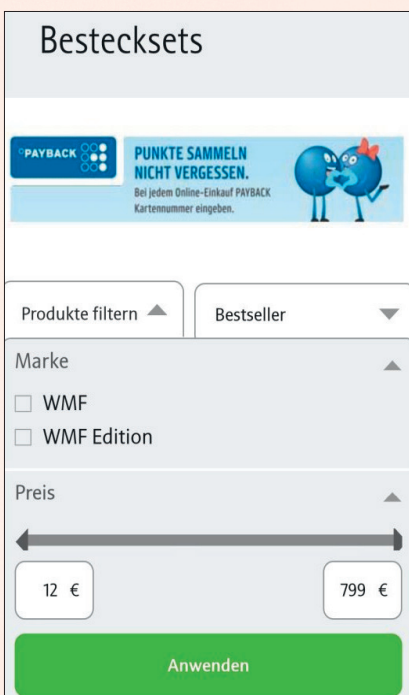 Bestecksets
°PAYBACK
PUNKTE SAMMELN
NICHT VERGESSEN.
Bei jedem Online-Einkauf PAYBACK
Kartennummer eingeben.
Produkte filtern
Bestseller
Marke
WMF
WMF Edition
Preis
12 €
799 €
Anwenden